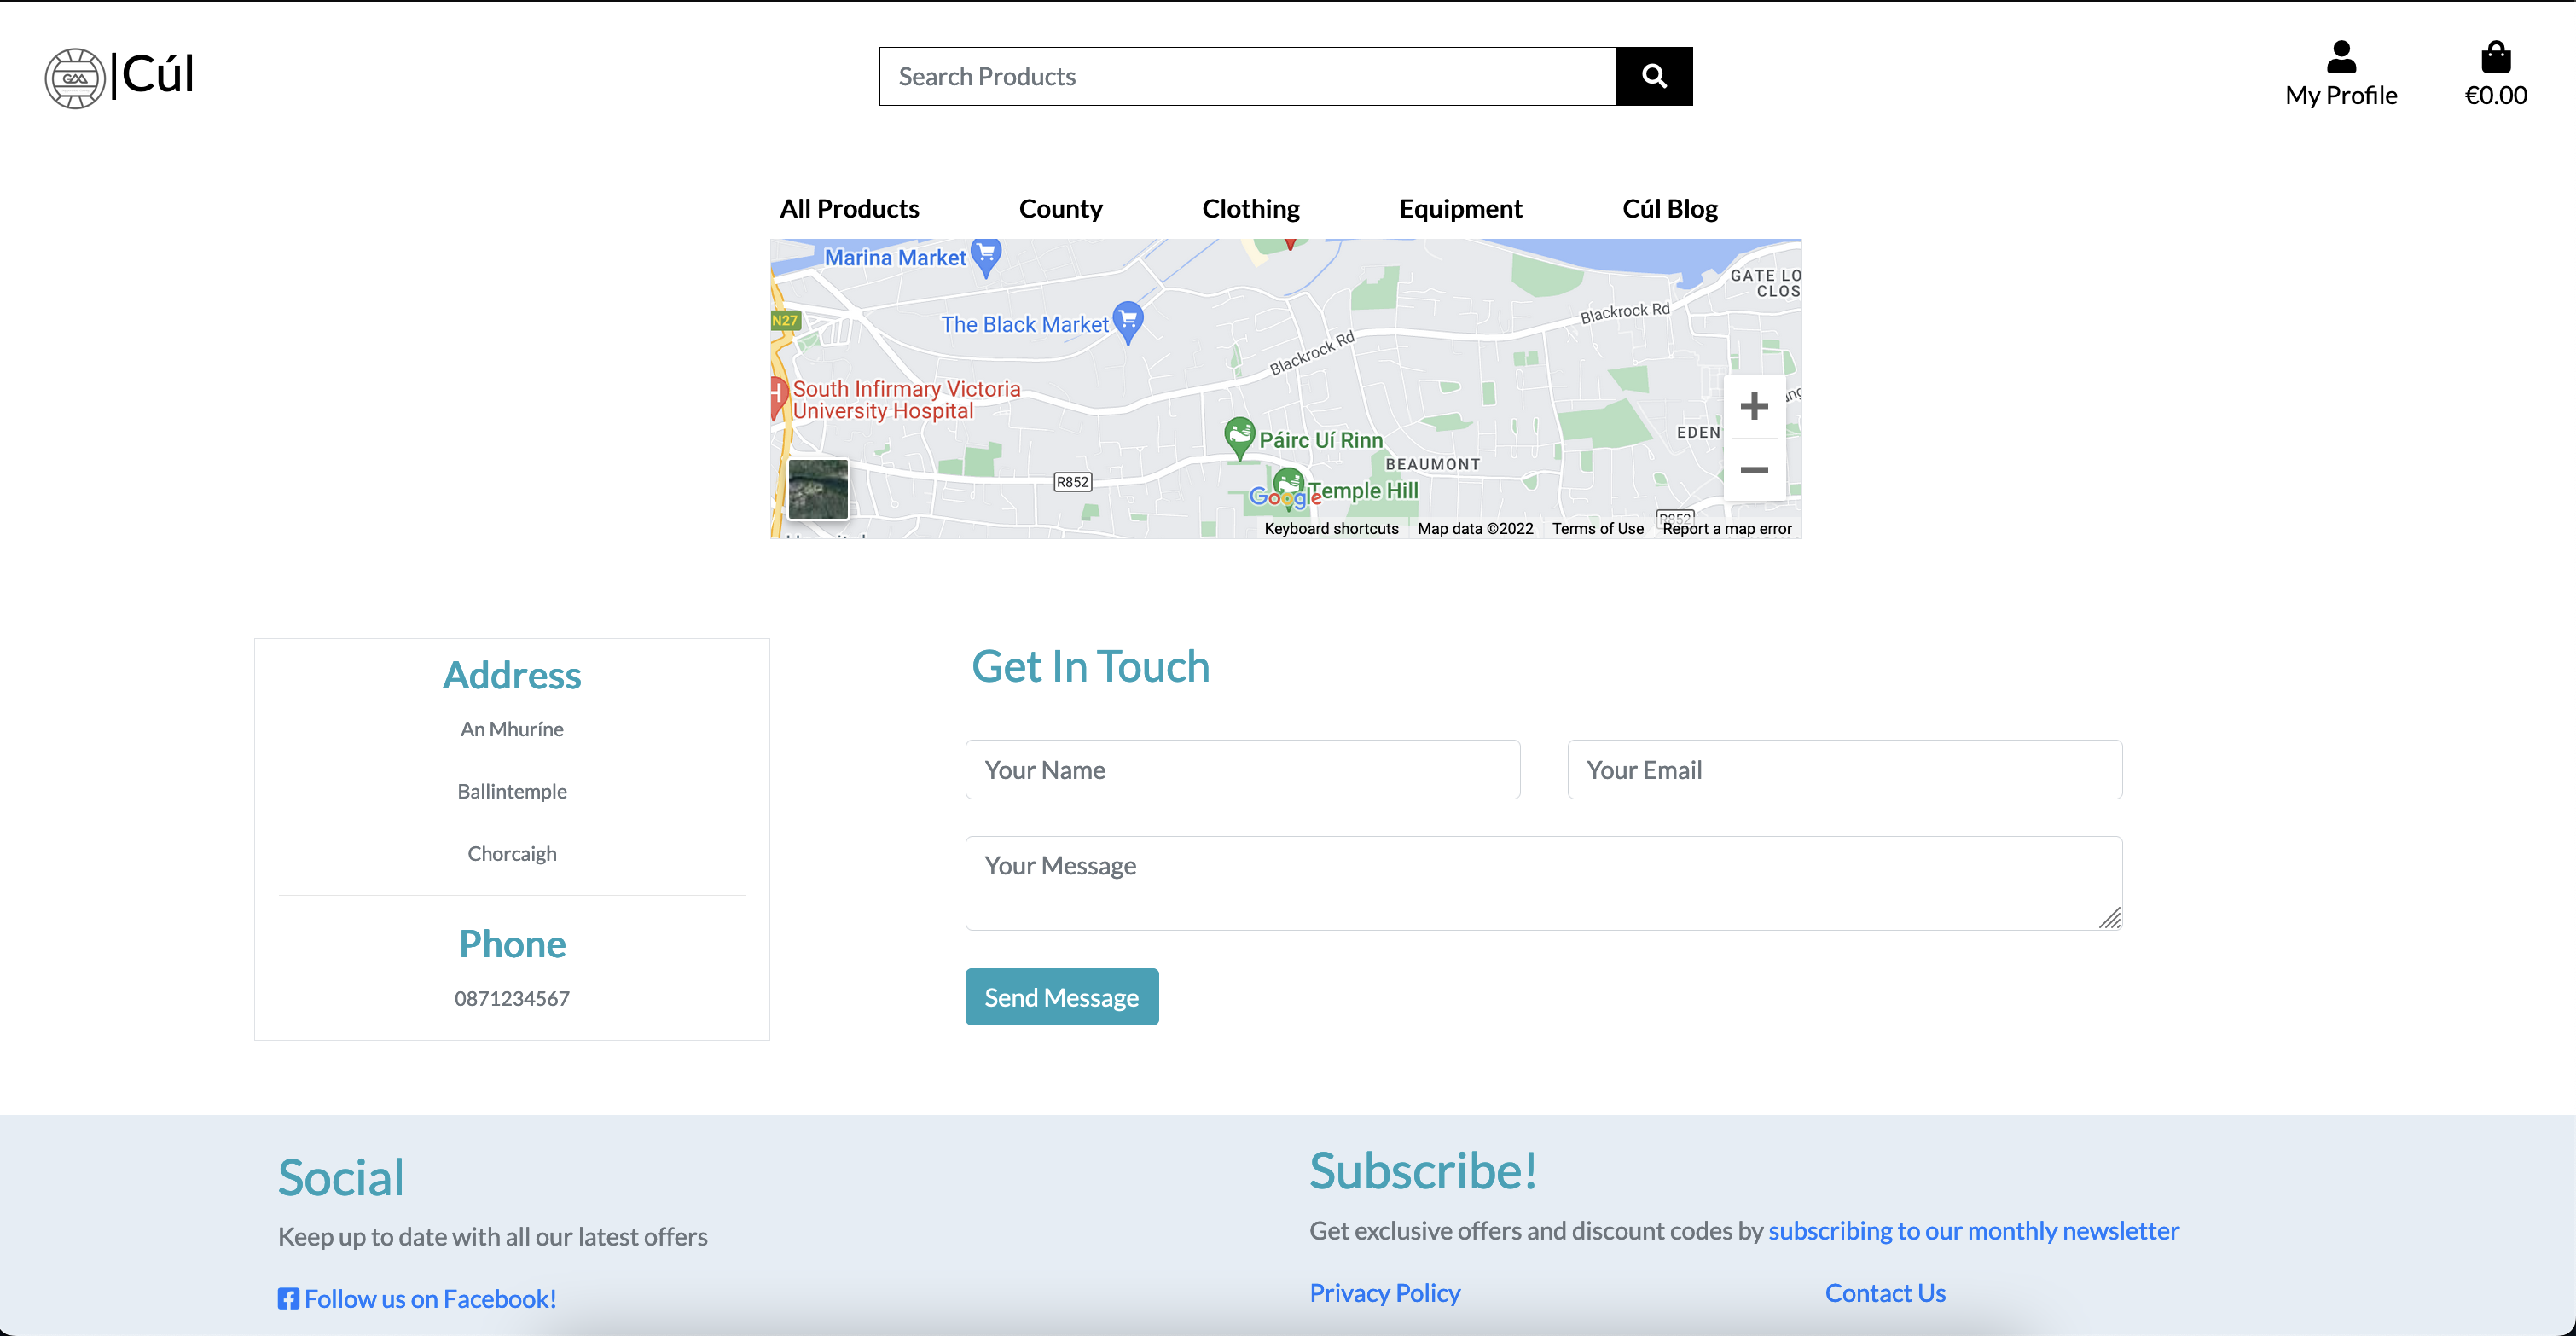 GAA
|Cúl
Search Products
My Profile
€0.00
All Products
County
Clothing
Equipment
Cúl Blog
Marina Market
The Black Market
N27
South Infirmary Victoria
University Hospital
Blackrock Rd
Blackrock Rd
GATE LO
CLOS
EDEN
Páirc Uí Rinn
BEAUMONT
R852
Temple Hill
Google
R852
Keyboard shortcuts
Map data ©2022
Terms of Use
Report a map error
Address
An Mhuríne
Ballintemple
Chorcaigh
Phone
0871234567
Get In Touch
Your Name
Your Email
Your Message
Send Message
Social
Keep up to date with all our latest offers
Follow us on Facebook!
Subscribe!
Get exclusive offers and discount codes by subscribing to our monthly newsletter
Privacy Policy
Contact Us